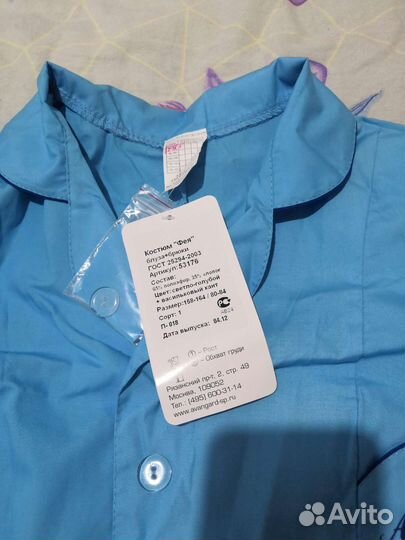 Костюм "Фея"
блуза+брюки
ГОСТ 25294-2003
Артикул: 53176
Состав:
65% полиэфир, 35% хлопок
Цвет: светло-голубой
+ васильковый кант
Размер: 158-164 / 80-84
Сорт: 1
П- 018
Дата выпуска: 04.12
АВ24
– Рост
– Обхват груди
Рязанский пр-т. 2, стр. 49
Москва, 109052
Тел.: (495) 600-31-14
www.avangard-sp.ru
Avito